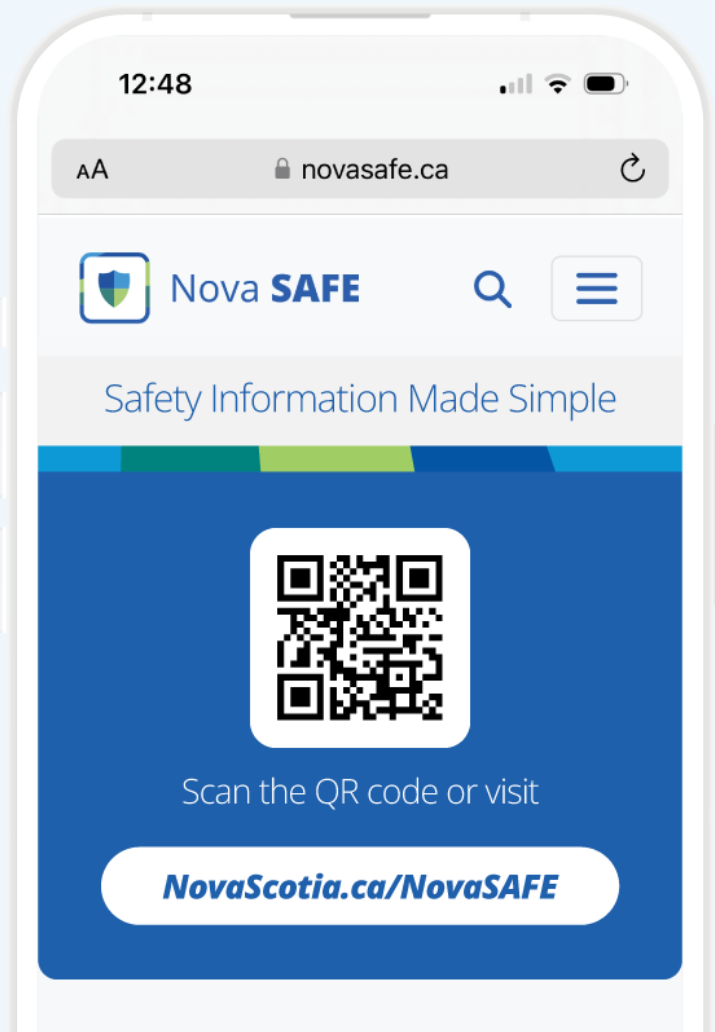 12:48
AA novasafe.ca
Nova SAFE
Safety Information Made Simple
Scan the QR code or visit
NovaScotia.ca/NovaSAFE